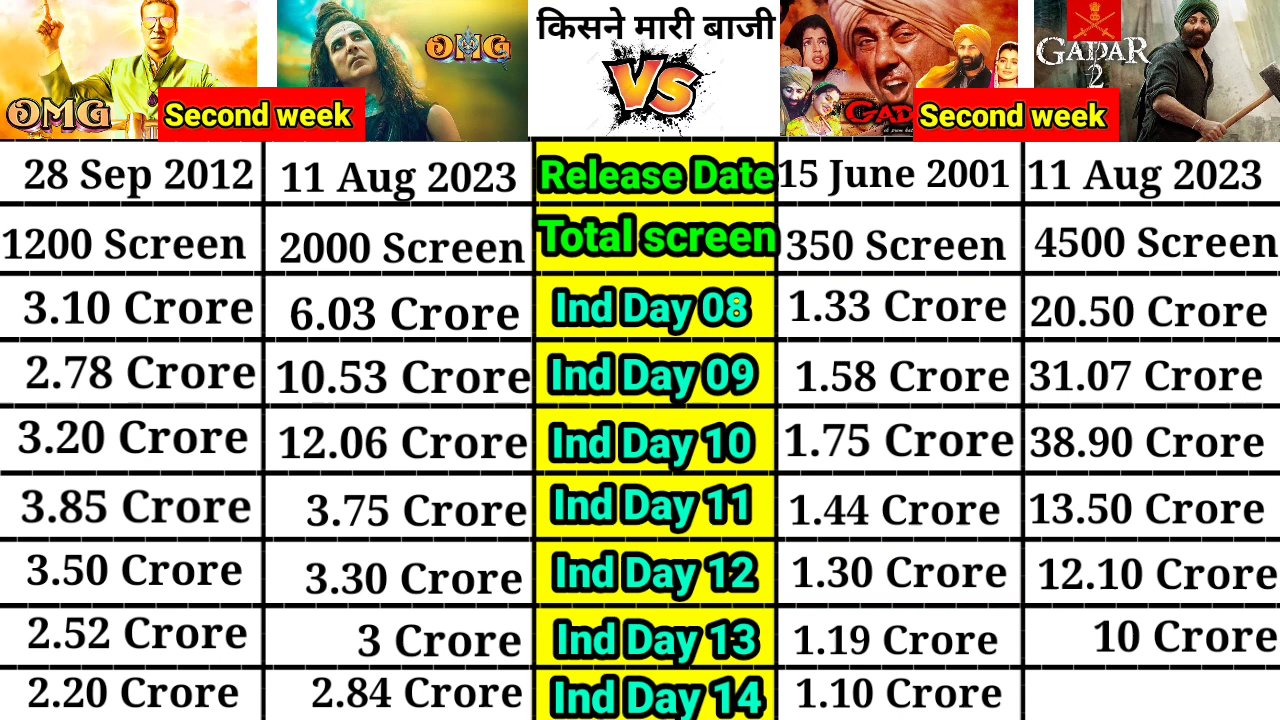 किसने मारी बाजी
VS
OMG
OMG
GADAR
2
GAD
Second week
Second week
28 Sep 2012 11 Aug 2023 Release Date 15 June 2001 11 Aug 2023
1200 Screen 2000 Screen Total screen 350 Screen 4500 Screen
3.10 Crore 6.03 Crore Ind Day 08 1.33 Crore 20.50 Crore
2.78 Crore 10.53 Crore Ind Day 09 1.58 Crore 31.07 Crore
3.20 Crore 12.06 Crore Ind Day 10 1.75 Crore 38.90 Crore
3.85 Crore 3.75 Crore Ind Day 11 1.44 Crore 13.50 Crore
3.50 Crore 3.30 Crore Ind Day 12 1.30 Crore 12.10 Crore
2.52 Crore 3 Crore Ind Day 13 1.19 Crore 10 Crore
2.20 Crore 2.84 Crore Ind Day 14 1.10 Crore